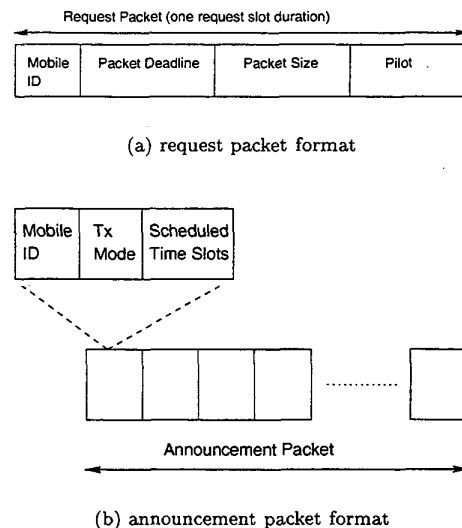 Request Packet (one request slot duration)
Mobile ID
Packet Deadline
Packet Size
Pilot
(a) request packet format
Mobile ID
Tx Mode
Scheduled Time Slots
Announcement Packet
(b) announcement packet format